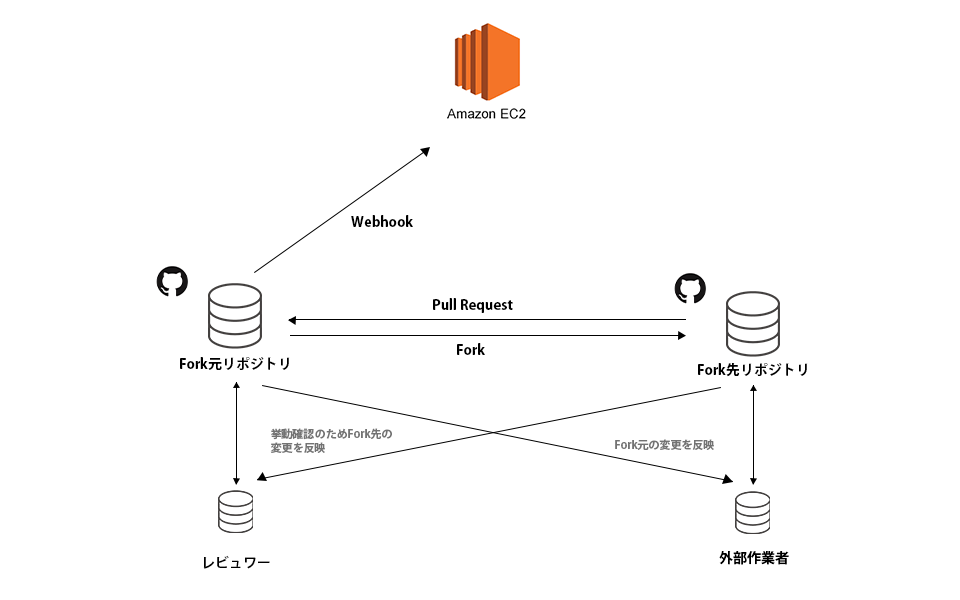 Amazon EC2
Webhook
Pull Request
Fork
Fork元リポジトリ
Fork先リポジトリ
挙動確認のためFork先の
変更を反映
Fork元の変更を反映
レビュワー
外部作業者